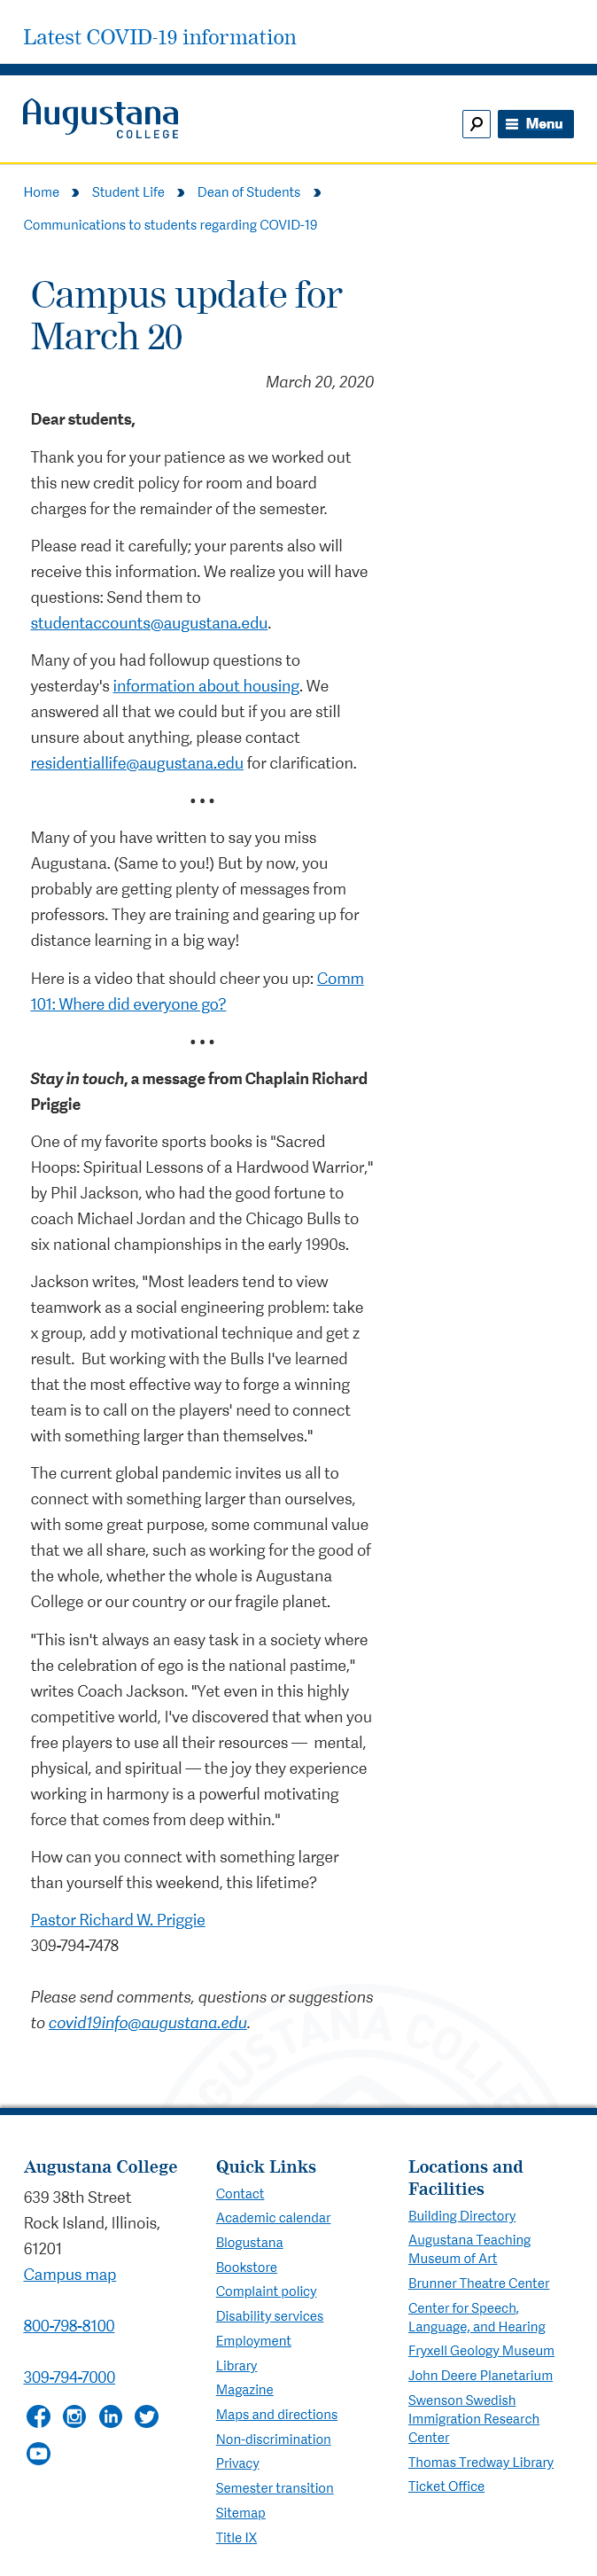 Latest COVID-19 information
Augustana
COLLEGE
Menu
Home
Student Life
Dean of Students
Communications to students regarding COVID-19
Campus update for
March 20
March 20, 2020
Dear students,
Thank you for your patience as we worked out
this new credit policy for room and board
charges for the remainder of the semester.
Please read it carefully; your parents also will
receive this information. We realize you will have
questions: Send them to
studentaccounts@augustana.edu.
Many of you had followup questions to
yesterday's information about housing. We
answered all that we could but if you are still
unsure about anything, please contact
residentiallife@augustana.edu for clarification.
• • •
Many of you have written to say you miss
Augustana. (Same to you!) But by now, you
probably are getting plenty of messages from
professors. They are training and gearing up for
distance learning in a big way!
Here is a video that should cheer you up: Comm
101: Where did everyone go?
• • •
Stay in touch, a message from Chaplain Richard
Priggie
One of my favorite sports books is "Sacred
Hoops: Spiritual Lessons of a Hardwood Warrior,"
by Phil Jackson, who had the good fortune to
coach Michael Jordan and the Chicago Bulls to
six national championships in the early 1990s.
Jackson writes, "Most leaders tend to view
teamwork as a social engineering problem: take
x group, add y motivational technique and get z
result.  But working with the Bulls I've learned
that the most effective way to forge a winning
team is to call on the players' need to connect
with something larger than themselves."
The current global pandemic invites us all to
connect with something larger than ourselves,
with some great purpose, some communal value
that we all share, such as working for the good of
the whole, whether the whole is Augustana
College or our country or our fragile planet.
"This isn't always an easy task in a society where
the celebration of ego is the national pastime,"
writes Coach Jackson. "Yet even in this highly
competitive world, I've discovered that when you
free players to use all their resources —  mental,
physical, and spiritual — the joy they experience
working in harmony is a powerful motivating
force that comes from deep within."
How can you connect with something larger
than yourself this weekend, this lifetime?
Pastor Richard W. Priggie
309-794-7478
Please send comments, questions or suggestions
to covid19info@augustana.edu.
GUSTANA COLLE
Augustana College
639 38th Street
Rock Island, Illinois,
61201
Campus map
800-798-8100
309-794-7000
Quick Links
Contact
Academic calendar
Blogustana
Bookstore
Complaint policy
Disability services
Employment
Library
Magazine
Maps and directions
Non-discrimination
Privacy
Semester transition
Sitemap
Title IX
Locations and
Facilities
Building Directory
Augustana Teaching
Museum of Art
Brunner Theatre Center
Center for Speech,
Language, and Hearing
Fryxell Geology Museum
John Deere Planetarium
Swenson Swedish
Immigration Research
Center
Thomas Tredway Library
Ticket Office